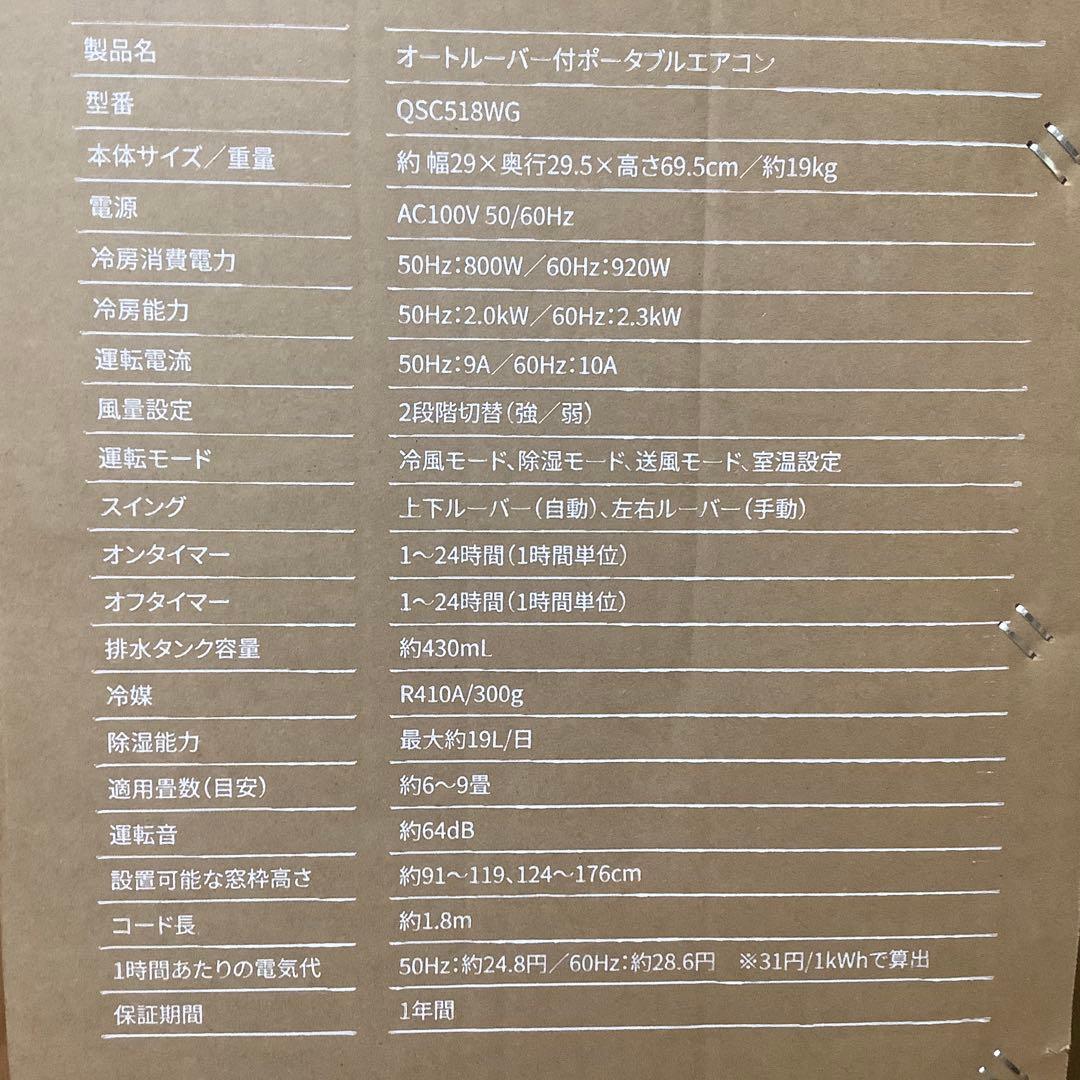 製品名 オートルーバー付ポータブルエアコン
型番 QSC518WG
本体サイズ／重量 約 幅29×奥行29.5×高さ69.5cm／約19kg
電源 AC100V 50/60Hz
冷房消費電力 50Hz：800W／60Hz：920W
冷房能力 50Hz：2.0kW／60Hz：2.3kW
運転電流 50Hz：9A／60Hz：10A
風量設定 2段階切替（強／弱）
運転モード 冷風モード、除湿モード、送風モード、室温設定
スイング 上下ルーバー（自動）、左右ルーバー（手動）
オンタイマー 1〜24時間（1時間単位）
オフタイマー 1〜24時間（1時間単位）
排水タンク容量 約430mL
冷媒 R410A/300g
除湿能力 最大約19L/日
適用畳数（目安） 約6〜9畳
運転音 約64dB
設置可能な窓枠高さ 約91〜119、124〜176cm
コード長 約1.8m
1時間あたりの電気代 50Hz：約24.8円／60Hz：約28.6円 ※31円/1kWhで算出
保証期間 1年間